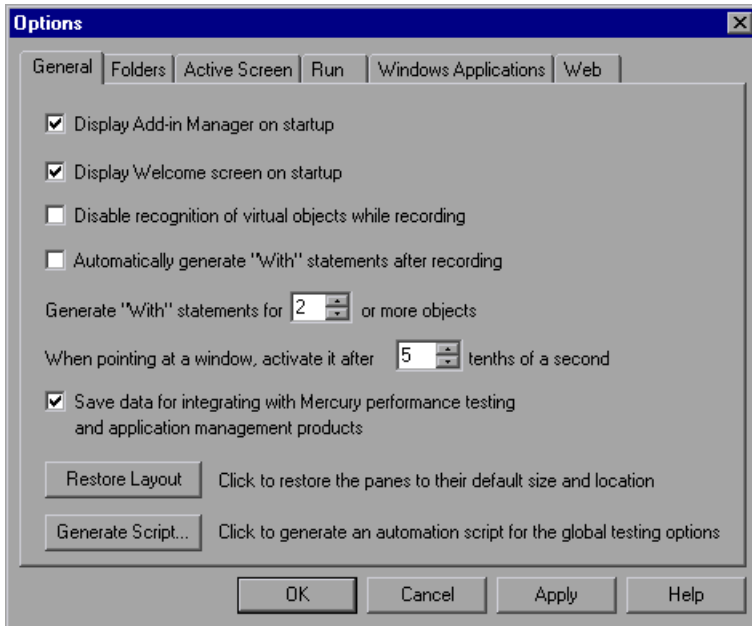 Options
General Folders Active Screen Run Windows Applications Web
Display Add-in Manager on startup
Display Welcome screen on startup
Disable recognition of virtual objects while recording
Automatically generate "With" statements after recording
Generate "With" statements for 2 or more objects
When pointing at a window, activate it after 5 tenths of a second
Save data for integrating with Mercury performance testing
and application management products
Restore Layout Click to restore the panes to their default size and location
Generate Script... Click to generate an automation script for the global testing options
OK Cancel Apply Help